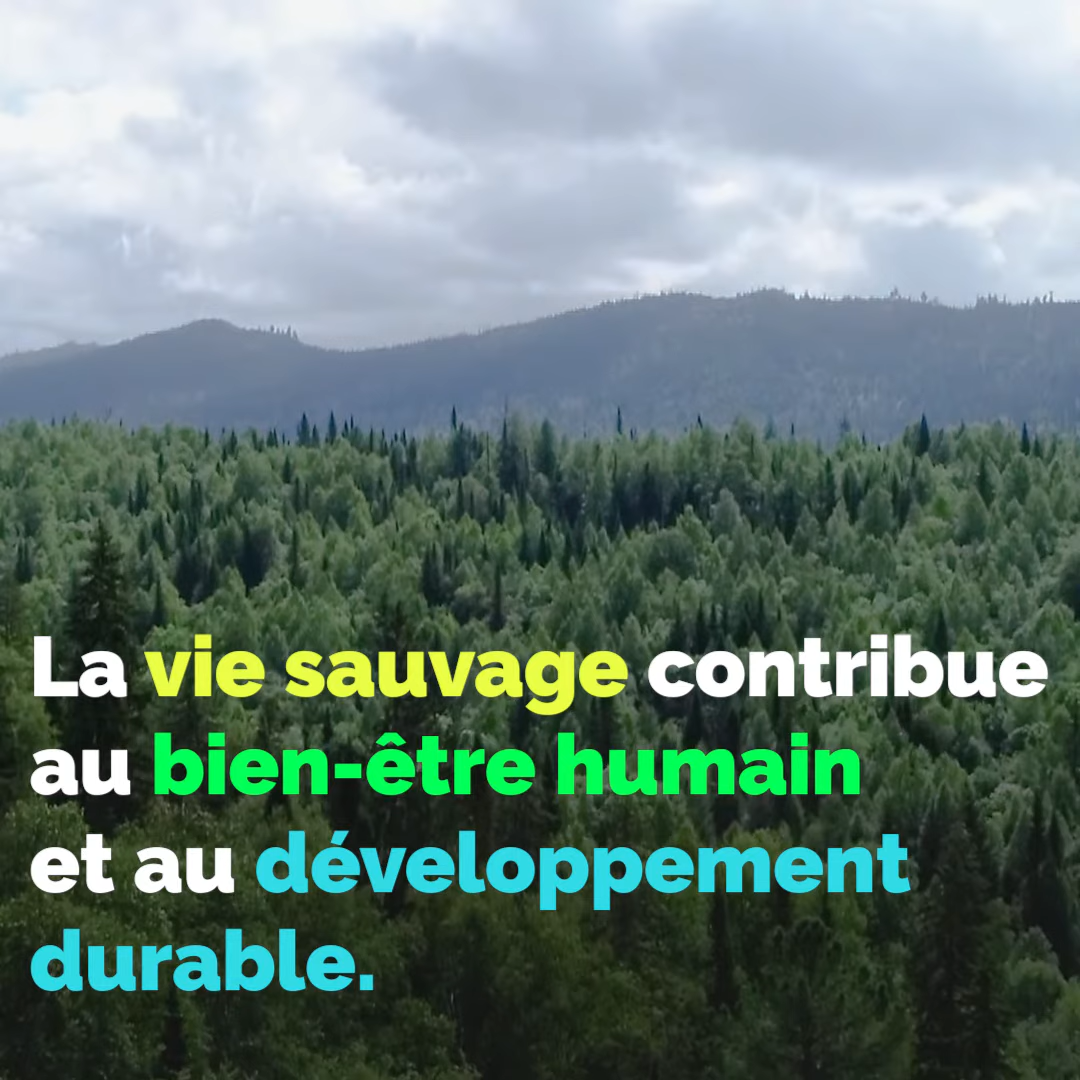 La vie sauvage contribue
au bien-être humain
et au développement
durable.